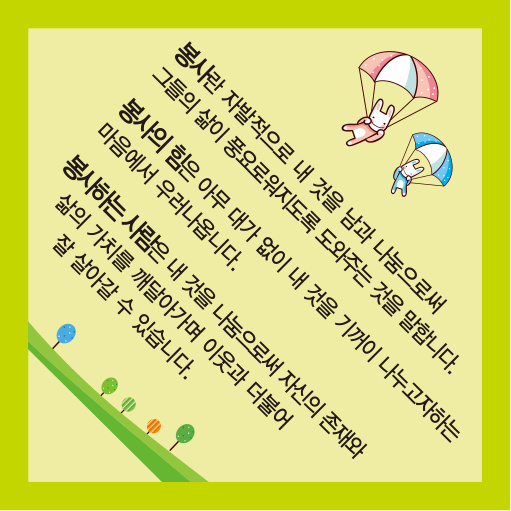 봉사란 자발적으로 내 것을 남과 나눔으로써
그들의 삶이 풍요로워지도록 도와주는 것을 말합니다.
봉사의 힘은 아무 대가 없이 내 것을 기꺼이 나누고자하는
마음에서 우러나옵니다.
봉사하는 사람은 내 것을 나눔으로써 자신의 존재와
삶의 가치를 깨달아가며 이웃과 더불어
잘 살아갈 수 있습니다.